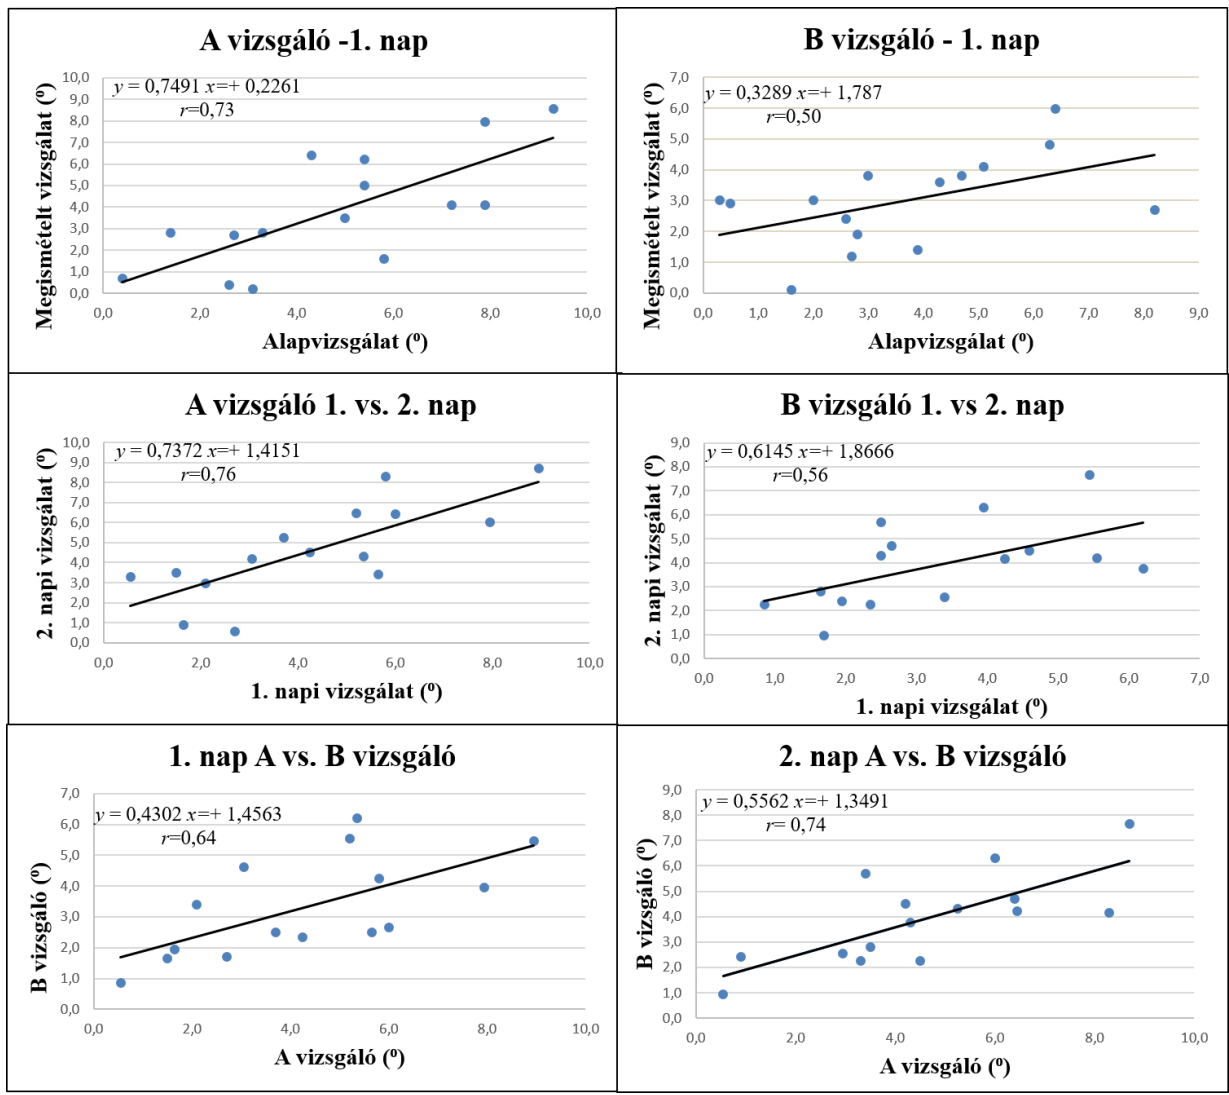 A vizsgáló -1. nap
y = 0,7491 x=+ 0,2261
r=0,73
Megismételt vizsgálat (⁰)
10,0
9,0
8,0
7,0
6,0
5,0
4,0
3,0
2,0
1,0
0,0
0,0 2,0 4,0 6,0 8,0 10,0
Alapvizsgálat (⁰)
B vizsgáló - 1. nap
y = 0,3289 x=+ 1,787
r=0,50
Megismételt vizsgálat (⁰)
7,0
6,0
5,0
4,0
3,0
2,0
1,0
0,0
0,0 1,0 2,0 3,0 4,0 5,0 6,0 7,0 8,0 9,0
Alapvizsgálat (⁰)
A vizsgáló 1. vs. 2. nap
y = 0,7372 x=+ 1,4151
r=0,76
2. napi vizsgálat (⁰)
10,0
9,0
8,0
7,0
6,0
5,0
4,0
3,0
2,0
1,0
0,0
0,0 2,0 4,0 6,0 8,0 10,0
1. napi vizsgálat (⁰)
B vizsgáló 1. vs 2. nap
y = 0,6145 x=+ 1,8666
r=0,56
2. napi vizsgálat (⁰)
9,0
8,0
7,0
6,0
5,0
4,0
3,0
2,0
1,0
0,0
0,0 1,0 2,0 3,0 4,0 5,0 6,0 7,0
1. napi vizsgálat (⁰)
1. nap A vs. B vizsgáló
y = 0,4302 x=+ 1,4563
r=0,64
B vizsgáló (⁰)
7,0
6,0
5,0
4,0
3,0
2,0
1,0
0,0
0,0 2,0 4,0 6,0 8,0 10,0
A vizsgáló (⁰)
2. nap A vs. B vizsgáló
y = 0,5562 x=+ 1,3491
r= 0,74
B vizsgáló (⁰)
9,0
8,0
7,0
6,0
5,0
4,0
3,0
2,0
1,0
0,0
0,0 2,0 4,0 6,0 8,0 10,0
A vizsgáló (⁰)